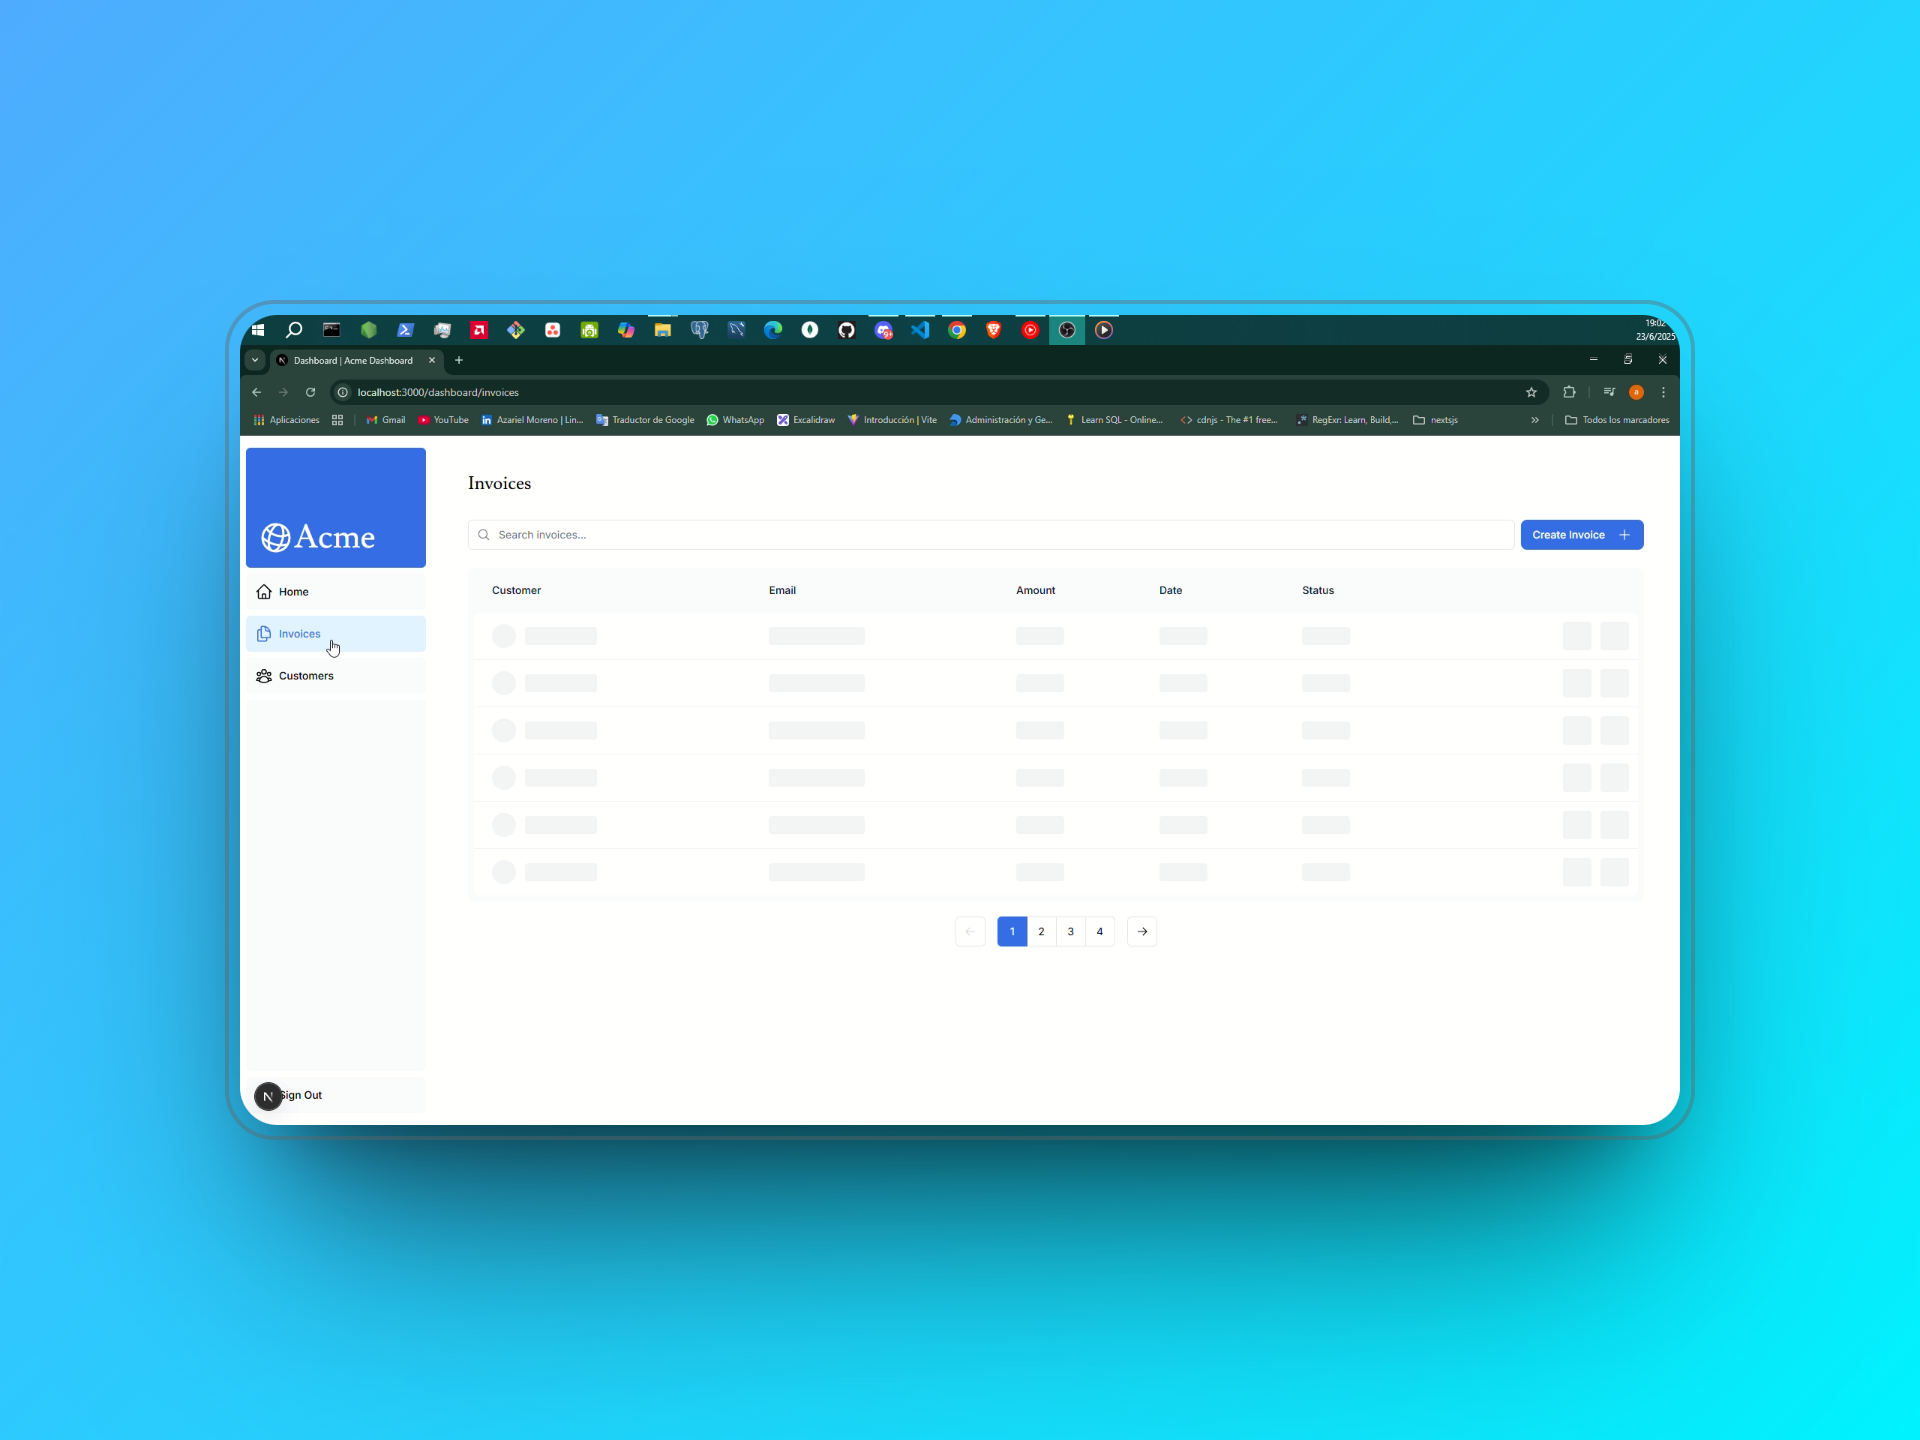 19:02
23/6/2025
Dashboard | Acme Dashboard
localhost:3000/dashboard/invoices
Aplicaciones
Gmail
YouTube
Azariel Moreno | Lin...
Traductor de Google
WhatsApp
Excalidraw
Introducción | Vite
Administración y Ge...
Learn SQL - Online...
cdnjs - The #1 free...
RegExr: Learn, Build,...
nextsjs
Todos los marcadores
Acme
Home
Invoices
Customers
Sign Out
Invoices
Search invoices...
Create Invoice
Customer Email Amount Date Status
1 2 3 4